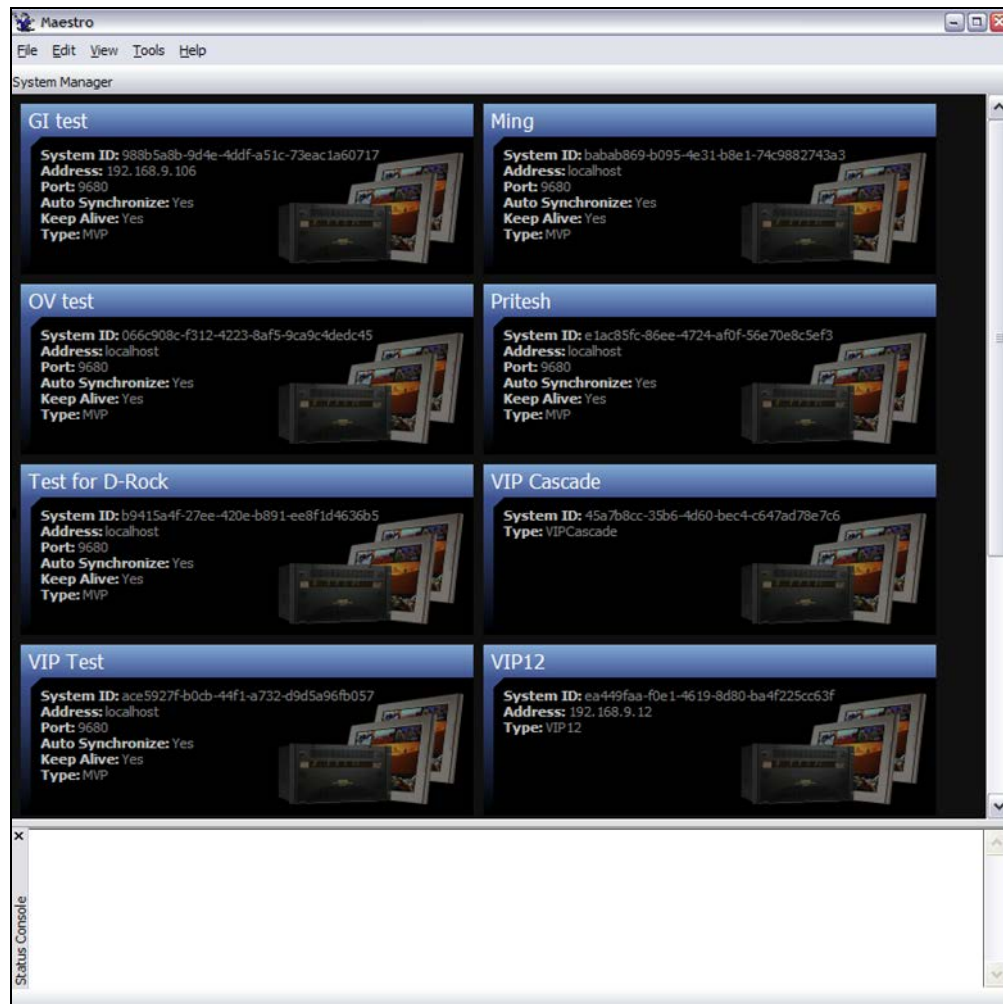 Maestro
File Edit View Tools Help
System Manager
GI test
System ID: 988b5a8b-9d4e-4ddf-a51c-73eac1a60717
Address: 192.168.9.106
Port: 9680
Auto Synchronize: Yes
Keep Alive: Yes
Type: MVP
Ming
System ID: babab869-b095-4e31-b8e1-74c9882743a3
Address: localhost
Port: 9680
Auto Synchronize: Yes
Keep Alive: Yes
Type: MVP
OV test
System ID: 066c908c-f312-4223-8af5-9ca9c4dedc45
Address: localhost
Port: 9680
Auto Synchronize: Yes
Keep Alive: Yes
Type: MVP
Pritesh
System ID: e1ac85fc-86ee-4724-af0f-56e70e8c5ef3
Address: localhost
Port: 9680
Auto Synchronize: Yes
Keep Alive: Yes
Type: MVP
Test for D-Rock
System ID: b9415a4f-27ee-420e-b891-ee8f1d4636b5
Address: localhost
Port: 9680
Auto Synchronize: Yes
Keep Alive: Yes
Type: MVP
VIP Cascade
System ID: 45a7b8cc-35b6-4d60-bec4-c647ad78e7c6
Type: VIPCascade
VIP Test
System ID: ace5927f-b0cb-44f1-a732-d9d5a96fb057
Address: localhost
Port: 9680
Auto Synchronize: Yes
Keep Alive: Yes
Type: MVP
VIP12
System ID: ea449faa-f0e1-4619-8d80-ba4f225cc63f
Address: 192.168.9.12
Type: VIP12
Status Console